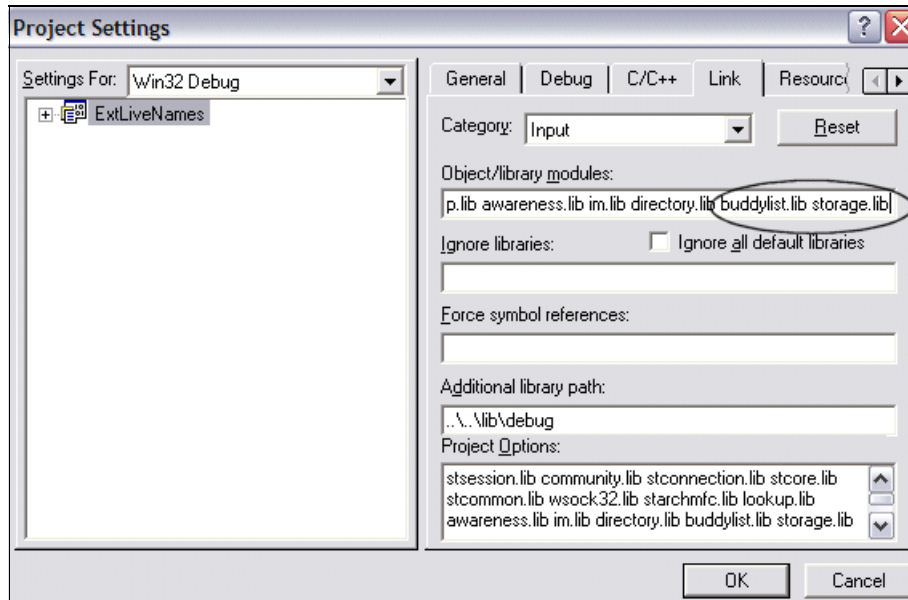 Project Settings
Settings For: Win32 Debug
ExtLiveNames
General Debug C/C++ Link Resourc
Category: Input Reset
Object/library modules:
p.lib awareness.lib im.lib directory.lib buddylist.lib storage.lib
Ignore libraries: Ignore all default libraries
Force symbol references:
Additional library path:
..\..\lib\debug
Project Options:
stsession.lib community.lib stconnection.lib stcore.lib
stcommon.lib wsock32.lib starchmfc.lib lookup.lib
awareness.lib im.lib directory.lib buddylist.lib storage.lib
OK Cancel